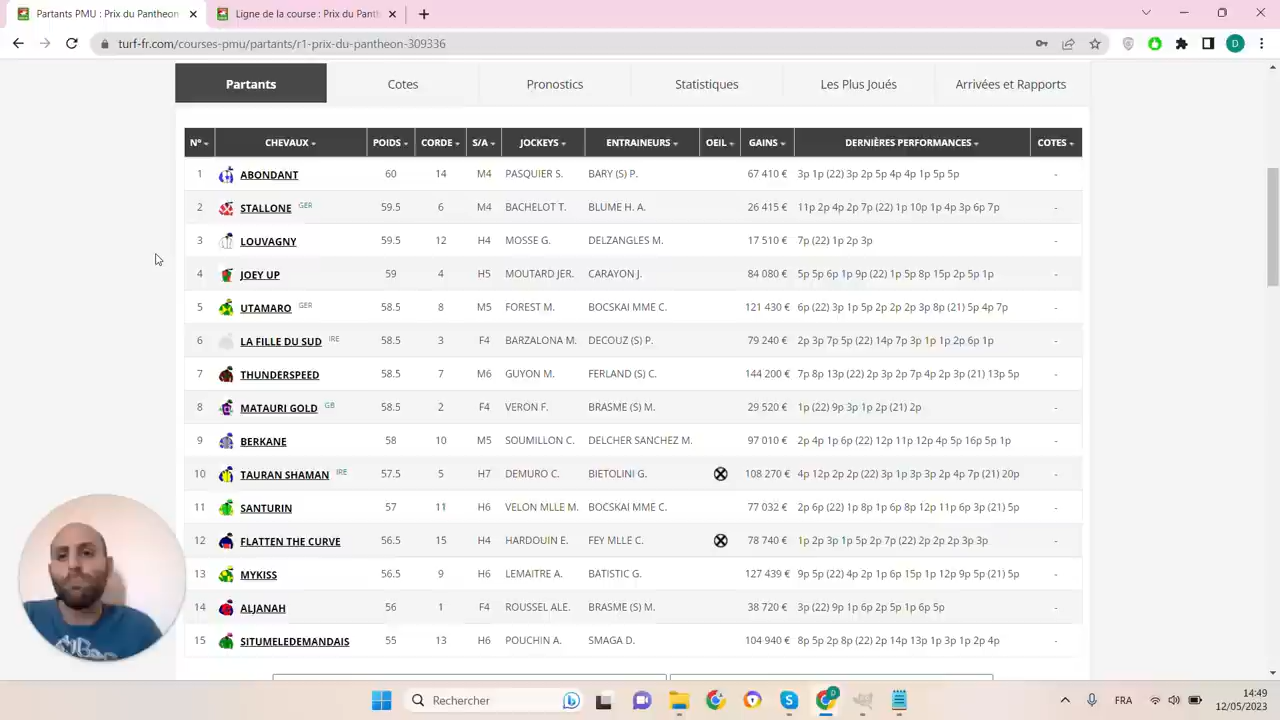 Partants PMU : Prix du Pantheon
Ligne de course : Prix du Panth
turf-fr.com/courses-pmu/partants/r1-prix-du-pantheon-309336
D
Partants Cotes Pronostics Statistiques Les Plus Joués Arrivées et Rapports
N° CHEVAUX POIDS CORDE S/A JOCKEYS ENTRAINEURS OEIL GAINS DERNIÈRES PERFORMANCES COTES
1 ABONDANT 60 14 M4 PASQUIER S. BARY (S) P. 67 410 € 3p 1p (22) 3p 2p 5p 4p 4p 1p 5p 5p -
2 STALLONE GER 59.5 6 M4 BACHELOT T. BLUME H. A. 26 415 € 11p 2p 4p 2p 7p (22) 1p 10p 1p 4p 3p 6p 7p -
3 LOUVAGNY 59.5 12 H4 MOSSE G. DELZANGLES M. 17 510 € 7p (22) 1p 2p 3p -
4 JOEY UP 59 4 H5 MOUTARD JER. CARAYON J. 84 080 € 5p 5p 6p 1p 9p (22) 1p 5p 8p 15p 2p 5p 1p -
5 UTAMARO GER 58.5 8 M5 FOREST M. BOCSKAI MME C. 121 430 € 6p (22) 3p 1p 5p 2p 2p 2p 3p 8p (21) 5p 4p 7p -
6 LA FILLE DU SUD IRE 58.5 3 F4 BARZALONA M. DECOUZ (S) P. 79 240 € 2p 3p 7p 5p (22) 14p 7p 3p 1p 1p 2p 6p 1p -
7 THUNDERSPEED 58.5 7 M6 GUYON M. FERLAND (S) C. 144 200 € 7p 8p 13p (22) 2p 3p 2p 7p 4p 2p 3p (21) 13p 5p -
8 MATAURI GOLD GB 58.5 2 F4 VERON F. BRASME (S) M. 29 520 € 1p (22) 9p 3p 1p 2p (21) 2p -
9 BERKANE 58 10 M5 SOUMILLON C. DELCHER SANCHEZ M. 97 010 € 2p 4p 1p 6p (22) 12p 11p 12p 4p 5p 16p 5p 1p -
10 TAURAN SHAMAN IRE 57.5 5 H7 DEMURO C. BIETOLINI G. 108 270 € 4p 12p 2p 2p (22) 3p 1p 3p 3p 2p 4p 7p (21) 20p -
11 SANTURIN 57 11 H6 VELON MLLE M. BOCSKAI MME C. 77 032 € 2p 6p (22) 1p 8p 1p 6p 8p 12p 11p 6p 3p (21) 5p -
12 FLATTEN THE CURVE 56.5 15 H4 HARDOUIN E. FEY MLLE C. 78 740 € 1p 2p 3p 1p 5p 2p 7p (22) 2p 2p 2p 3p 3p -
13 MYKISS 56.5 9 H6 LEMAITRE A. BATISTIC G. 127 439 € 9p 5p (22) 4p 2p 1p 6p 15p 1p 12p 9p 5p (21) 5p -
14 ALJANAH 56 1 F4 ROUSSEL ALE. BRASME (S) M. 38 720 € 3p (22) 9p 1p 6p 2p 5p 1p 6p 5p -
15 SITUMELEDEMANDAIS 55 13 H6 POUCHIN A. SMAGA D. 104 940 € 8p 5p 2p 8p (22) 2p 14p 13p 1p 3p 1p 2p 4p -
Rechercher
FRA
14:49
12/05/2023